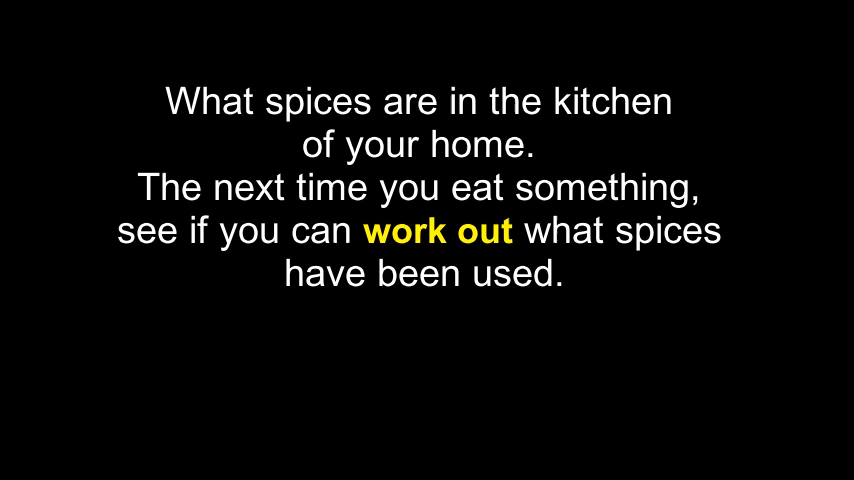 What spices are in the kitchen
of your home.
The next time you eat something,
see if you can work out what spices
have been used.